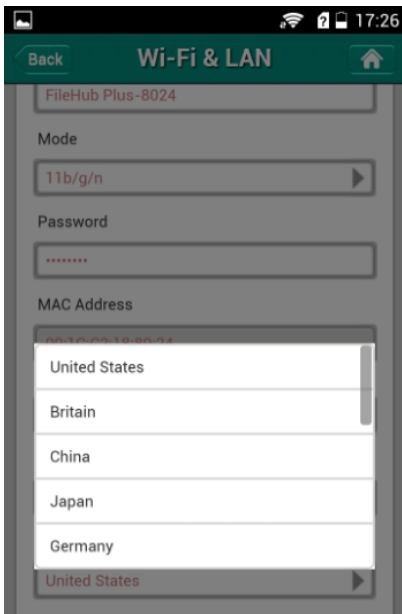 17:26
Back
Wi-Fi & LAN
FileHub Plus-8024
Mode
11b/g/n
Password
••••••••
MAC Address
United States
Britain
China
Japan
Germany
United States